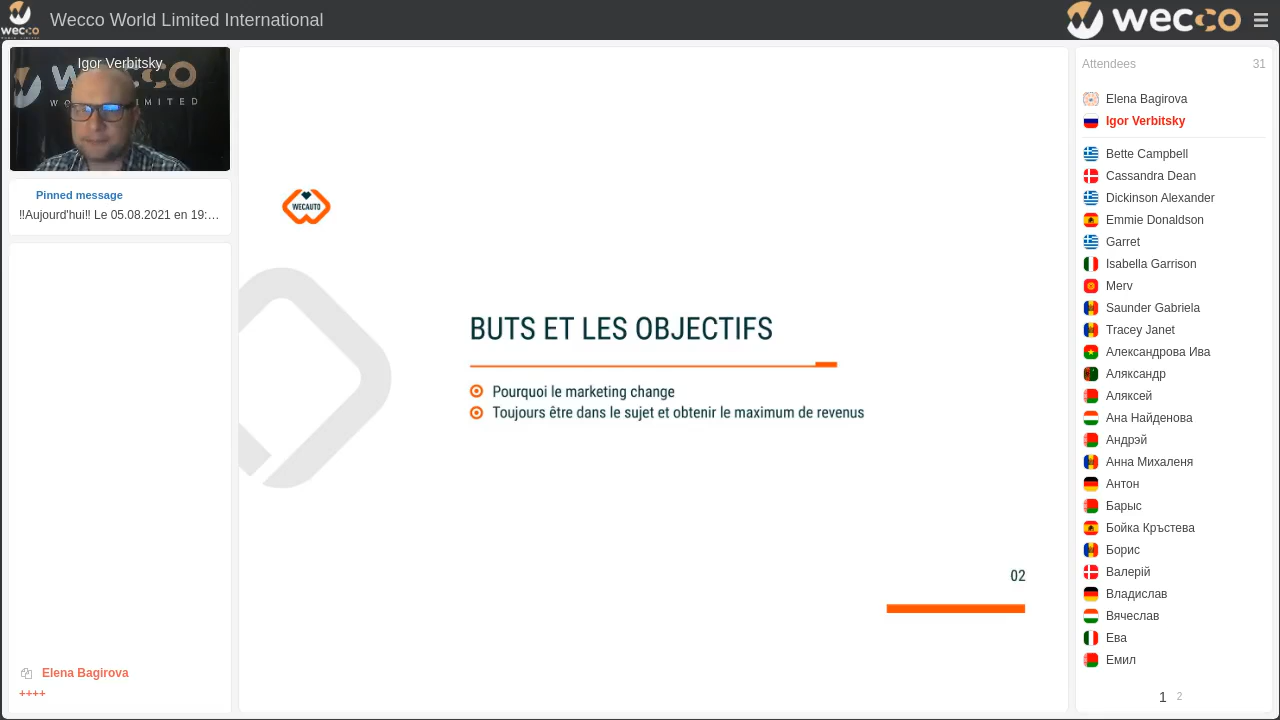 wecco
Wecco World Limited International
wecco
Igor Verbitsky
Pinned message
‼Aujourd'hui‼ Le 05.08.2021 en 19:...
WECAUTO
BUTS ET LES OBJECTIFS
Pourquoi le marketing change
Toujours être dans le sujet et obtenir le maximum de revenus
02
Elena Bagirova
++++
Attendees 31
Elena Bagirova
Igor Verbitsky
Bette Campbell
Cassandra Dean
Dickinson Alexander
Emmie Donaldson
Garret
Isabella Garrison
Merv
Saunder Gabriela
Tracey Janet
Александрова Ива
Аляксандр
Аляксей
Ана Найденова
Андрэй
Анна Михаленя
Антон
Барыс
Бойка Кръстева
Борис
Валерій
Владислав
Вячеслав
Ева
Емил
1 2